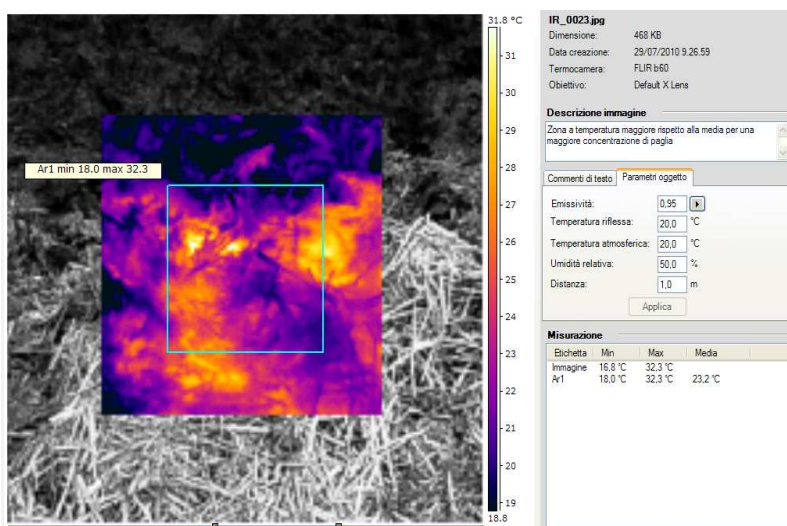 31.8 °C
31
30
29
28
27
26
25
24
23
22
21
20
19
18.8
Ar1 min 18.0 max 32.3
IR_0023.jpg
Dimensione: 468 KB
Data creazione: 29/07/2010 9.26.59
Termocamera: FLIR b60
Obiettivo: Default X Lens
Descrizione immagine
Zona a temperatura maggiore rispetto alla media per una
maggiore concentrazione di paglia
Commenti di testo Parametri oggetto
Emissività: 0,95
Temperatura riflessa: 20,0 °C
Temperatura atmosferica: 20,0 °C
Umidità relativa: 50,0 %
Distanza: 1,0 m
Applica
Misurazione
Etichetta Min Max Media
Immagine 16,8 °C 32,3 °C
Ar1 18,0 °C 32,3 °C 23,2 °C